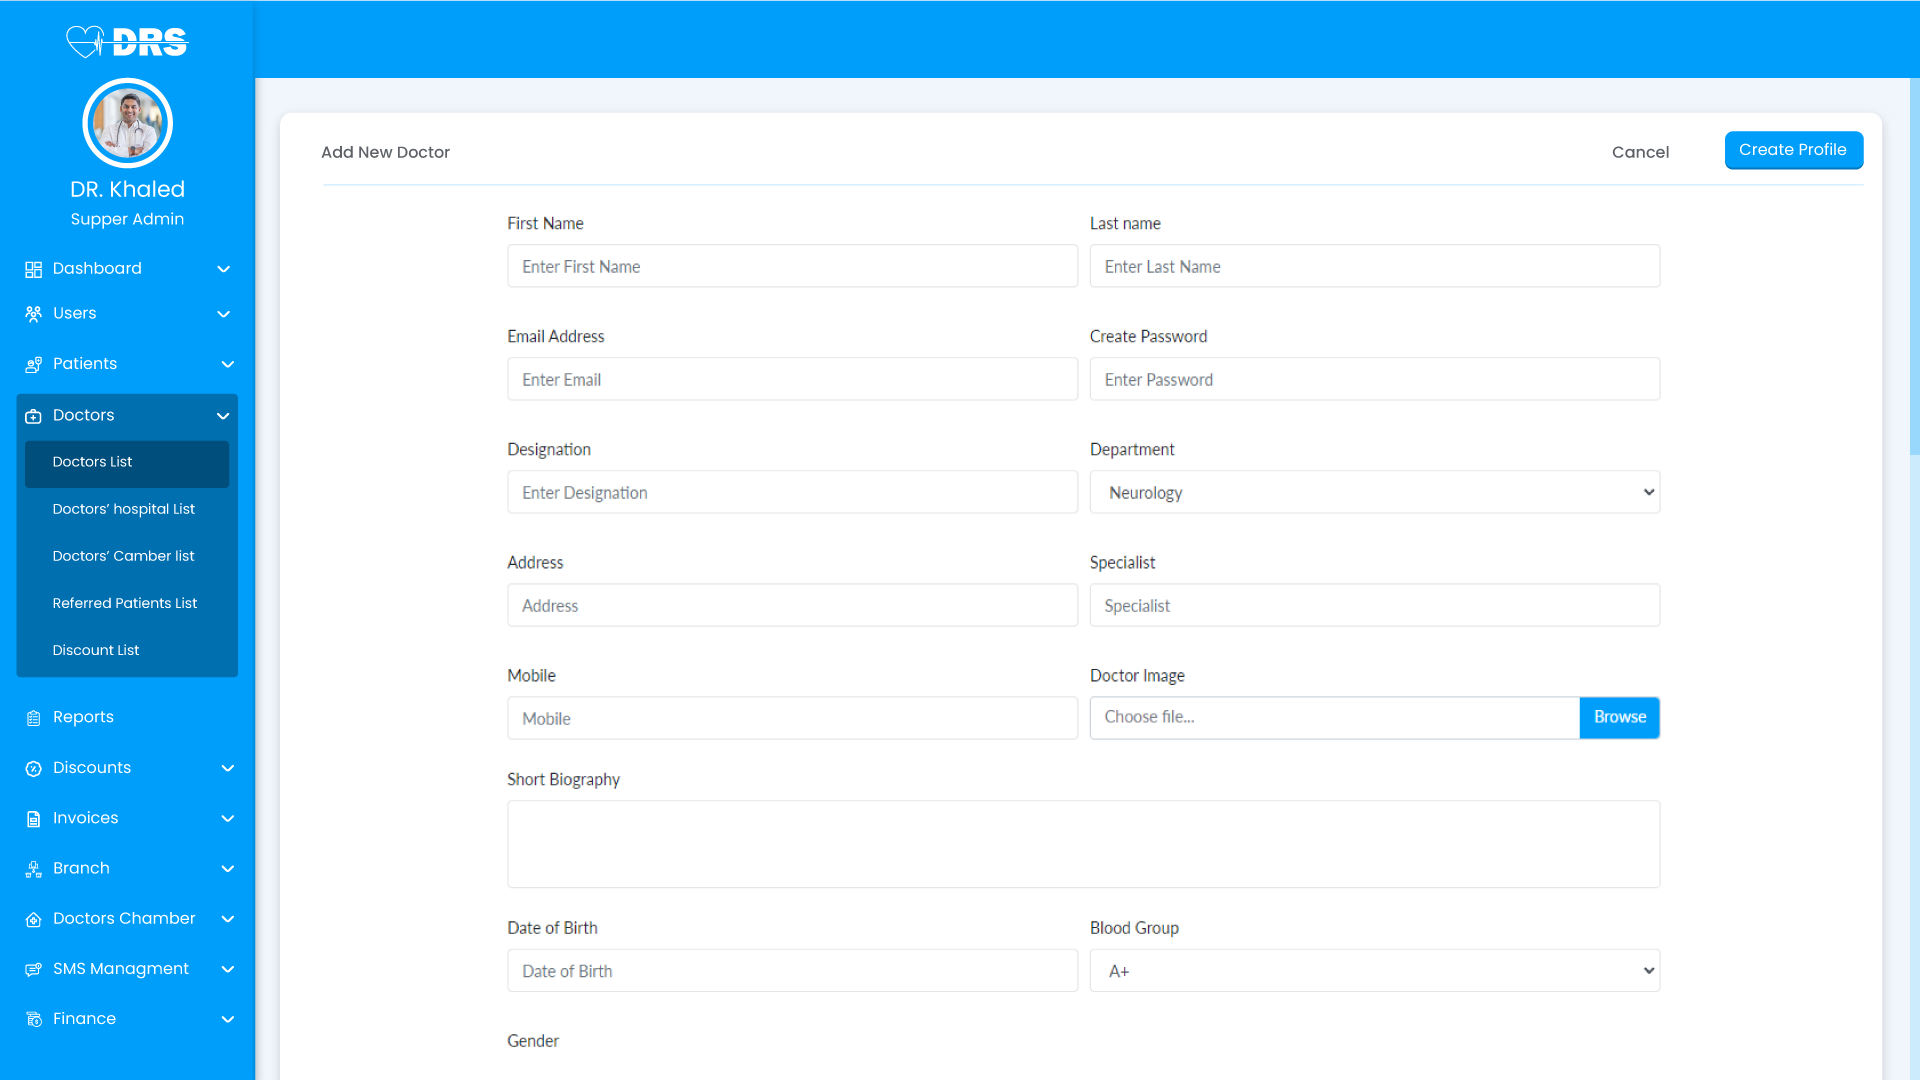 DRS
DR. Khaled
Supper Admin
Dashboard
Users
Patients
Doctors
Doctors List
Doctors’ hospital List
Doctors’ Camber list
Referred Patients List
Discount List
Reports
Discounts
Invoices
Branch
Doctors Chamber
SMS Managment
Finance
Add New Doctor
Cancel
Create Profile
First Name
Last name
Enter First Name
Enter Last Name
Email Address
Create Password
Enter Email
Enter Password
Designation
Department
Enter Designation
Neurology
Address
Specialist
Address
Specialist
Mobile
Doctor Image
Mobile
Choose file...
Browse
Short Biography
Date of Birth
Blood Group
Date of Birth
A+
Gender